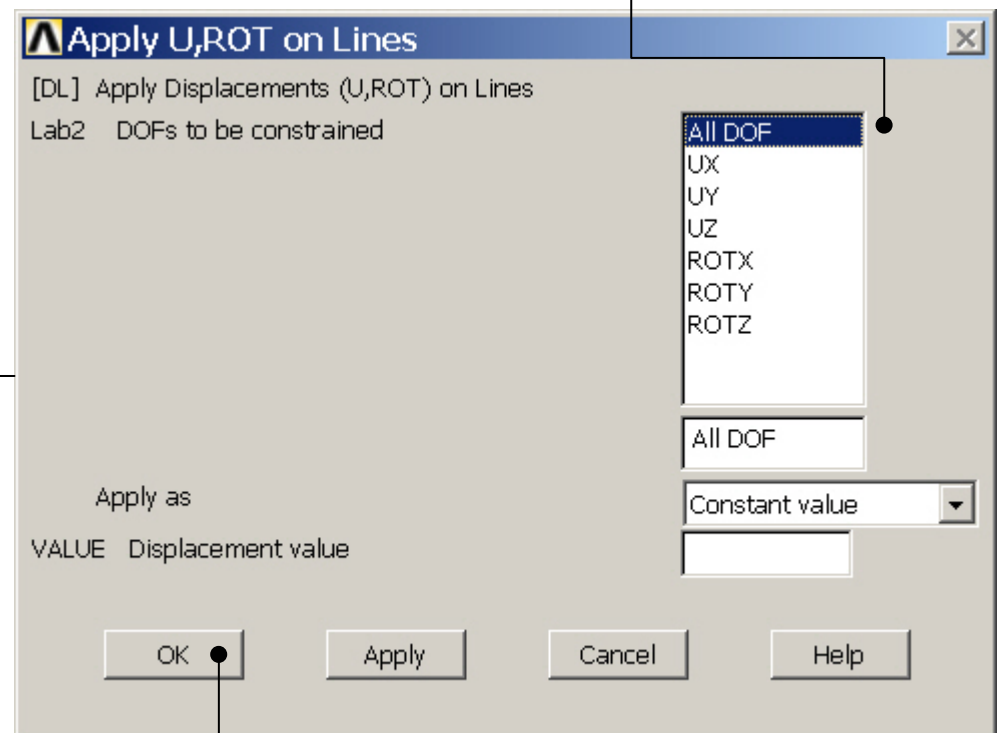 Apply U,ROT on Lines
[DL] Apply Displacements (U,ROT) on Lines
Lab2 DOFs to be constrained
All DOF
UX
UY
UZ
ROTX
ROTY
ROTZ
All DOF
Apply as Constant value
VALUE Displacement value
OK Apply Cancel Help